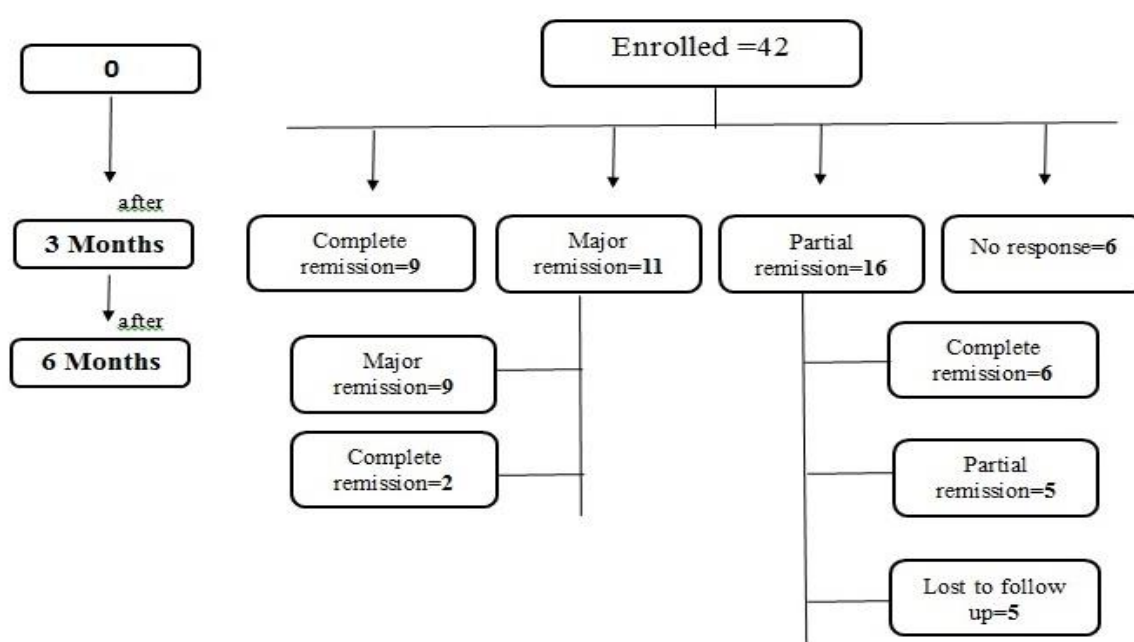 0
Enrolled =42
after
3 Months
Complete
remission=9
Major
remission=11
Partial
remission=16
No response=6
after
6 Months
Major
remission=9
Complete
remission=2
Complete
remission=6
Partial
remission=5
Lost to follow
up=5